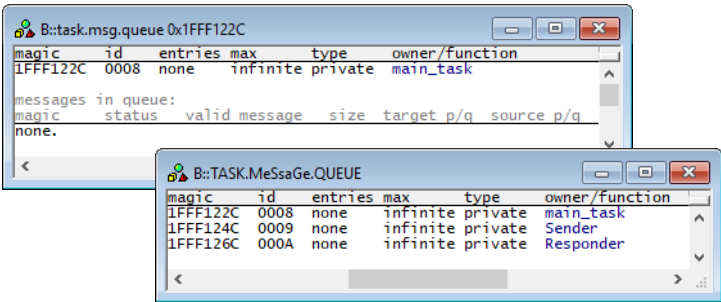 B::task.msg.queue 0x1FFF122C
magic id entries max type owner/function
1FFF122C 0008 none infinite private main_task
messages in queue:
magic status valid message size target p/q source p/q
none.
B::TASK.MeSsaGe.QUEUE
magic id entries max type owner/function
1FFF122C 0008 none infinite private main_task
1FFF124C 0009 none infinite private Sender
1FFF126C 000A none infinite private Responder